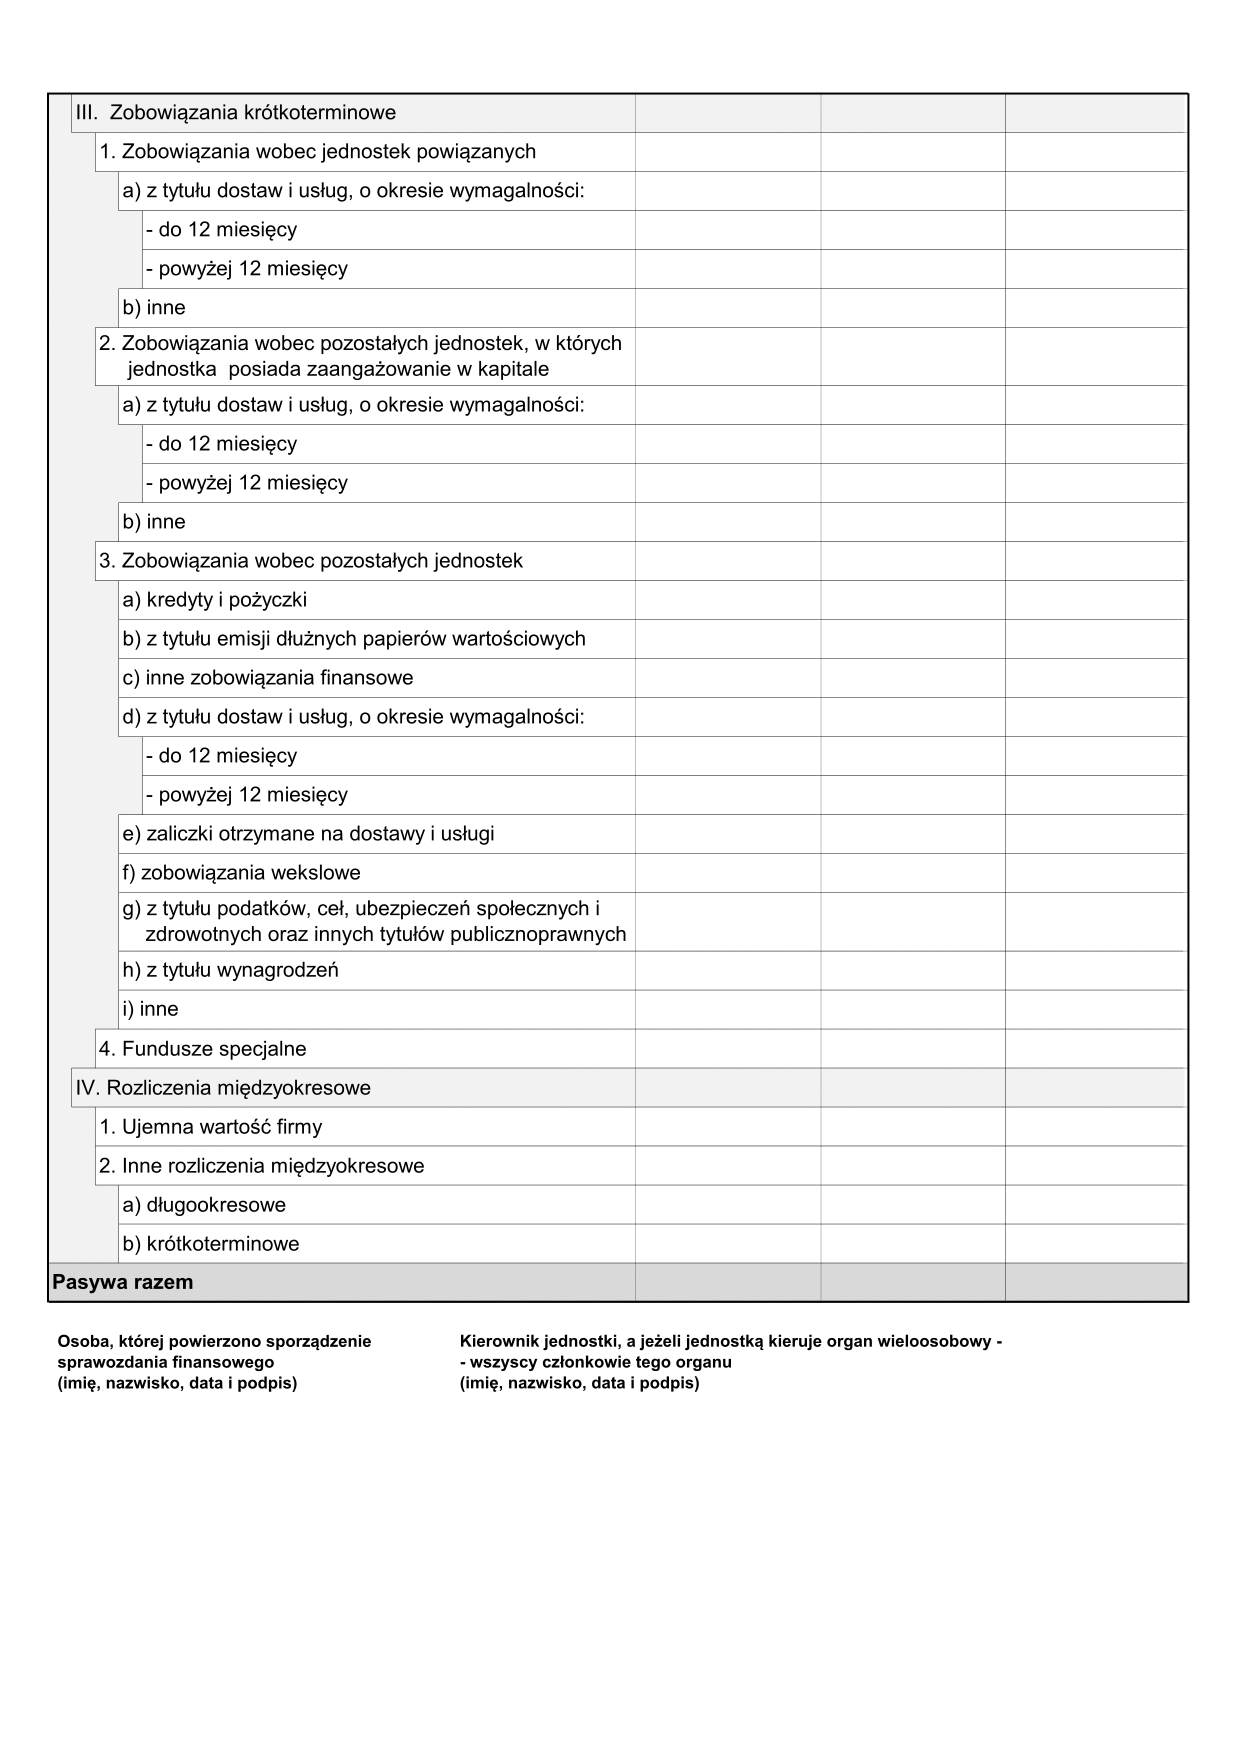 III. Zobowiązania krótkoterminowe
1. Zobowiązania wobec jednostek powiązanych
a) z tytułu dostaw i usług, o okresie wymagalności:
- do 12 miesięcy
- powyżej 12 miesięcy
b) inne
2. Zobowiązania wobec pozostałych jednostek, w których
jednostka posiada zaangażowanie w kapitale
a) z tytułu dostaw i usług, o okresie wymagalności:
- do 12 miesięcy
- powyżej 12 miesięcy
b) inne
3. Zobowiązania wobec pozostałych jednostek
a) kredyty i pożyczki
b) z tytułu emisji dłużnych papierów wartościowych
c) inne zobowiązania finansowe
d) z tytułu dostaw i usług, o okresie wymagalności:
- do 12 miesięcy
- powyżej 12 miesięcy
e) zaliczki otrzymane na dostawy i usługi
f) zobowiązania wekslowe
g) z tytułu podatków, ceł, ubezpieczeń społecznych i
zdrowotnych oraz innych tytułów publicznoprawnych
h) z tytułu wynagrodzeń
i) inne
4. Fundusze specjalne
IV. Rozliczenia międzyokresowe
1. Ujemna wartość firmy
2. Inne rozliczenia międzyokresowe
a) długookresowe
b) krótkoterminowe
Pasywa razem
Osoba, której powierzono sporządzenie
sprawozdania finansowego
(imię, nazwisko, data i podpis)
Kierownik jednostki, a jeżeli jednostką kieruje organ wieloosobowy -
- wszyscy członkowie tego organu
(imię, nazwisko, data i podpis)